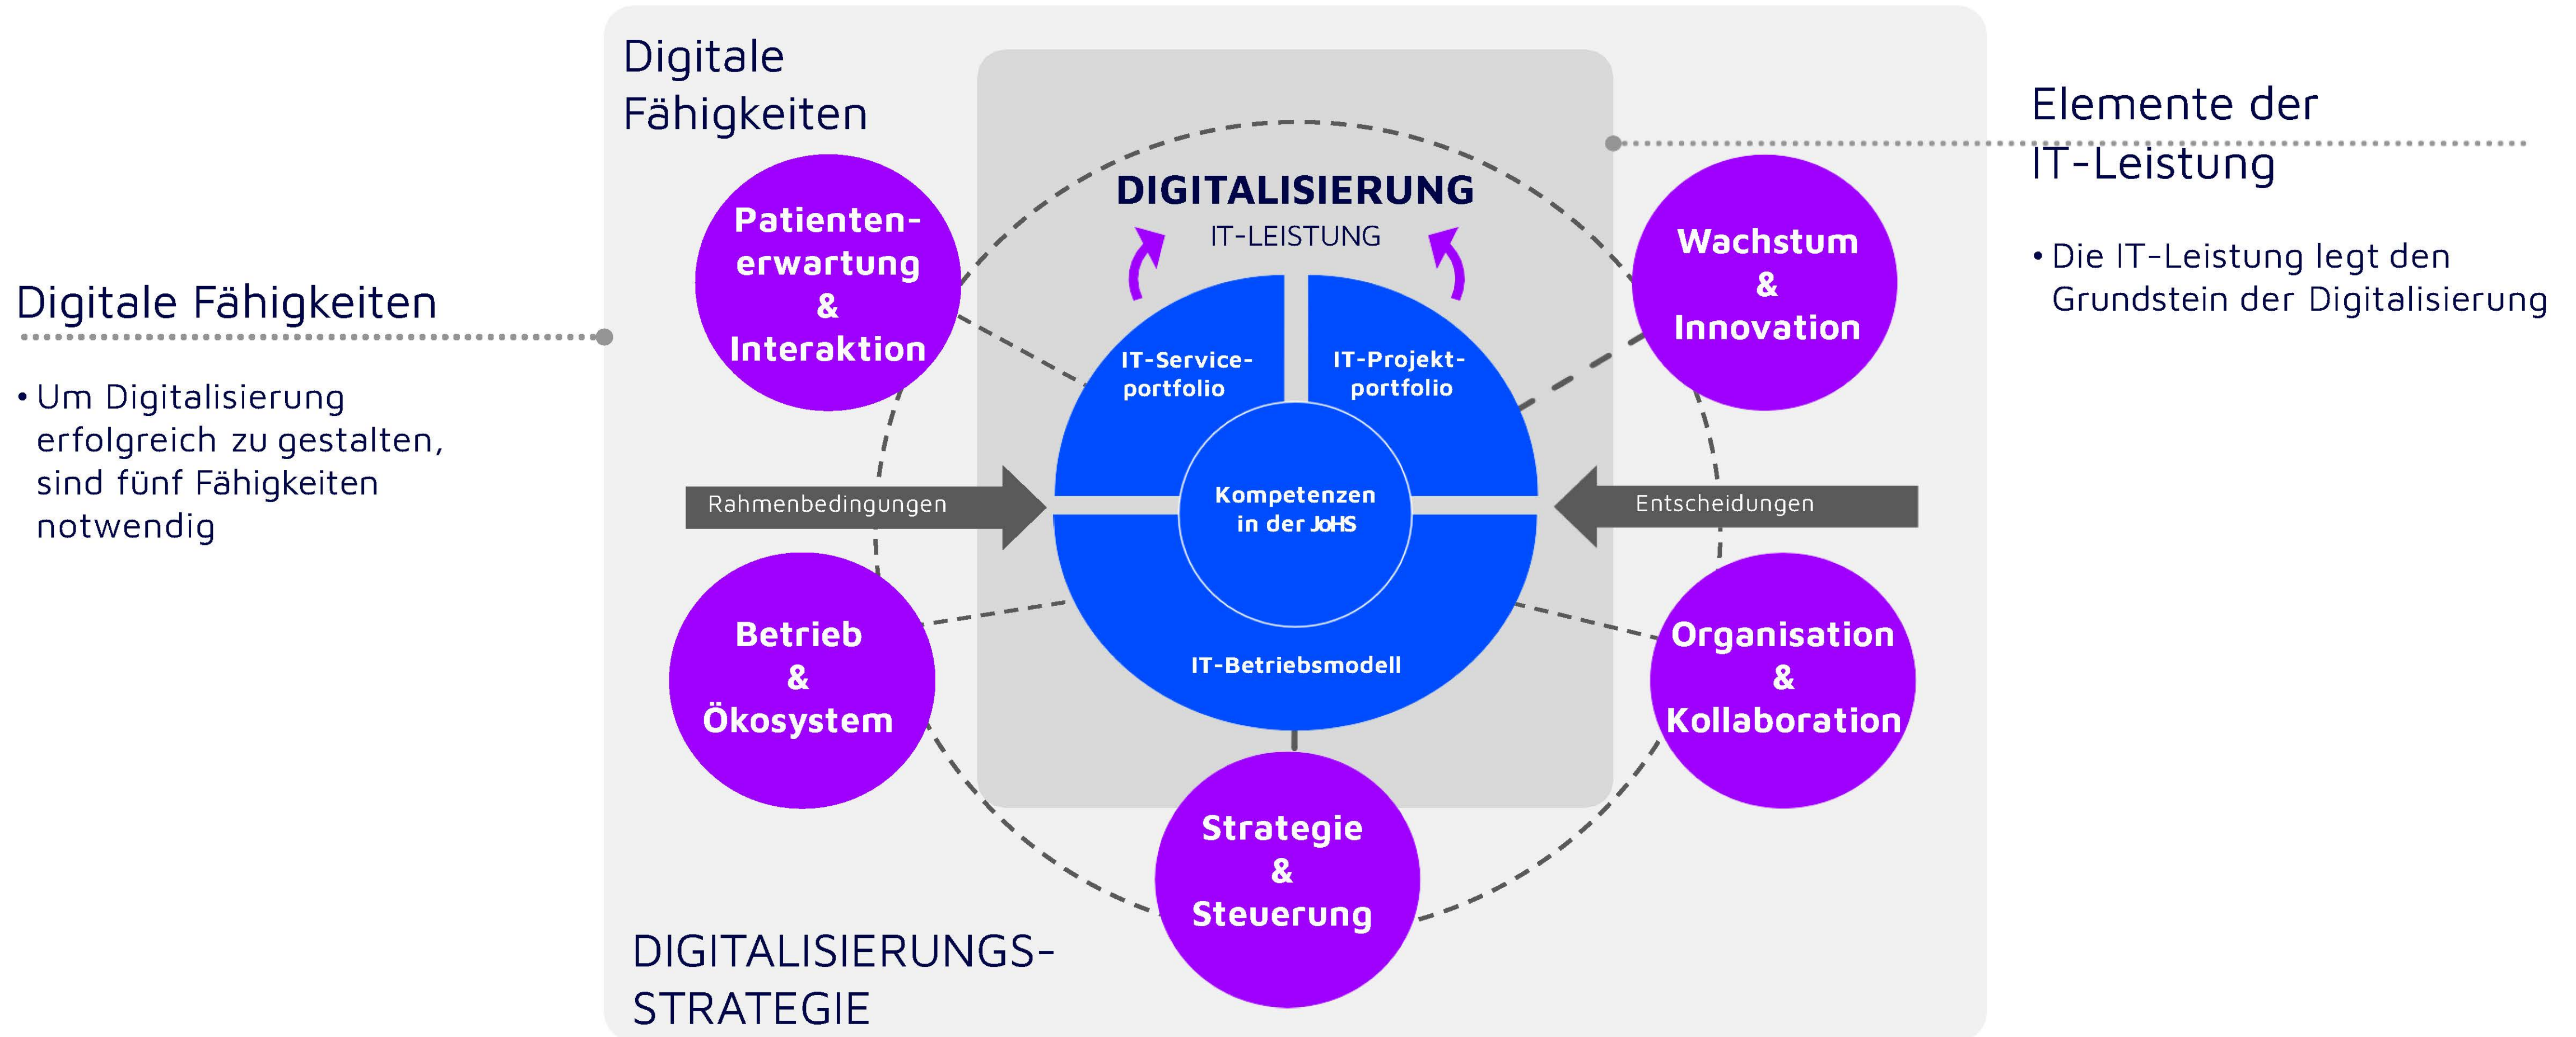 Digitale Fähigkeiten
• Um Digitalisierung
erfolgreich zu gestalten,
sind fünf Fähigkeiten
notwendig
Digitale
Fähigkeiten
Patienten-
erwartung
&
Interaktion
DIGITALISIERUNG
IT-LEISTUNG
Wachstum
&
Innovation
IT-Service-
portfolio
IT-Projekt-
portfolio
Rahmenbedingungen
Kompetenzen
in der JoHS
Entscheidungen
Betrieb
&
Ökosystem
IT-Betriebsmodell
Organisation
&
Kollaboration
Strategie
&
Steuerung
DIGITALISIERUNGS-
STRATEGIE
Elemente der
IT-Leistung
• Die IT-Leistung legt den
Grundstein der Digitalisierung